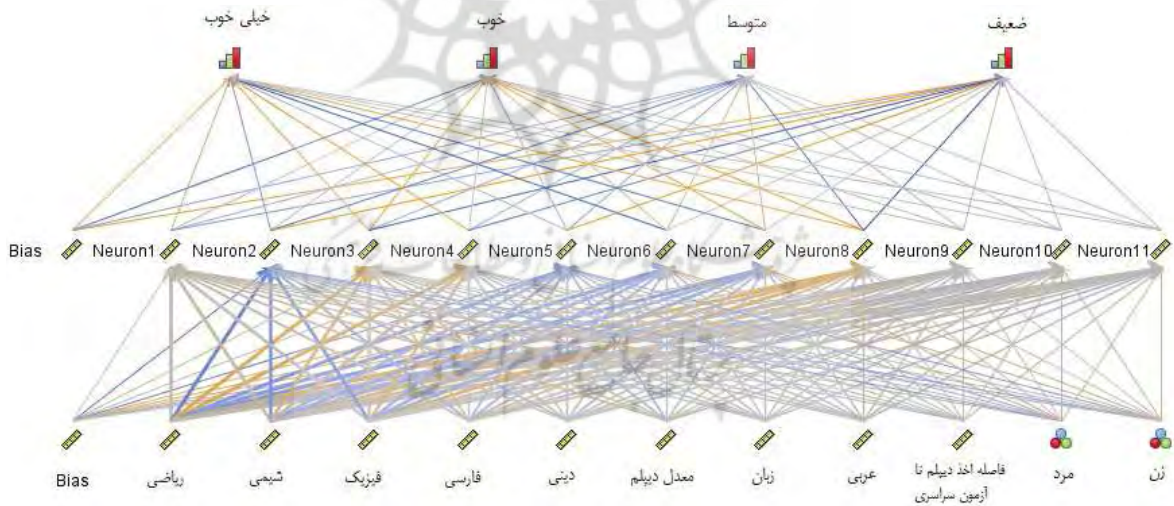 خیلی خوب
خوب
متوسط
ضعیف
Bias
Neuron1
Neuron2
Neuron3
Neuron4
Neuron5
Neuron6
Neuron7
Neuron8
Neuron9
Neuron10
Neuron11
Bias
ریاضی
شیمی
فیزیک
فارسی
دینی
معدل دیپلم
زبان
عربی
فاصله اخذ دیپلم تا
آزمون سراسری
مرد
زن